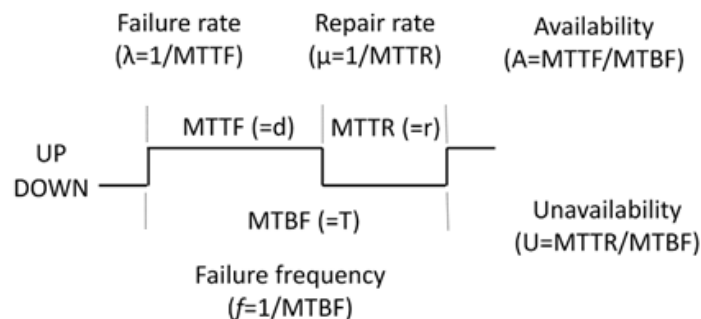 Failure rate
(λ=1/MTTF)
Repair rate
(μ=1/MTTR)
Availability
(A=MTTF/MTBF)
MTTF (=d)
MTTR (=r)
UP
DOWN
MTBF (=T)
Unavailability
(U=MTTR/MTBF)
Failure frequency
(f=1/MTBF)